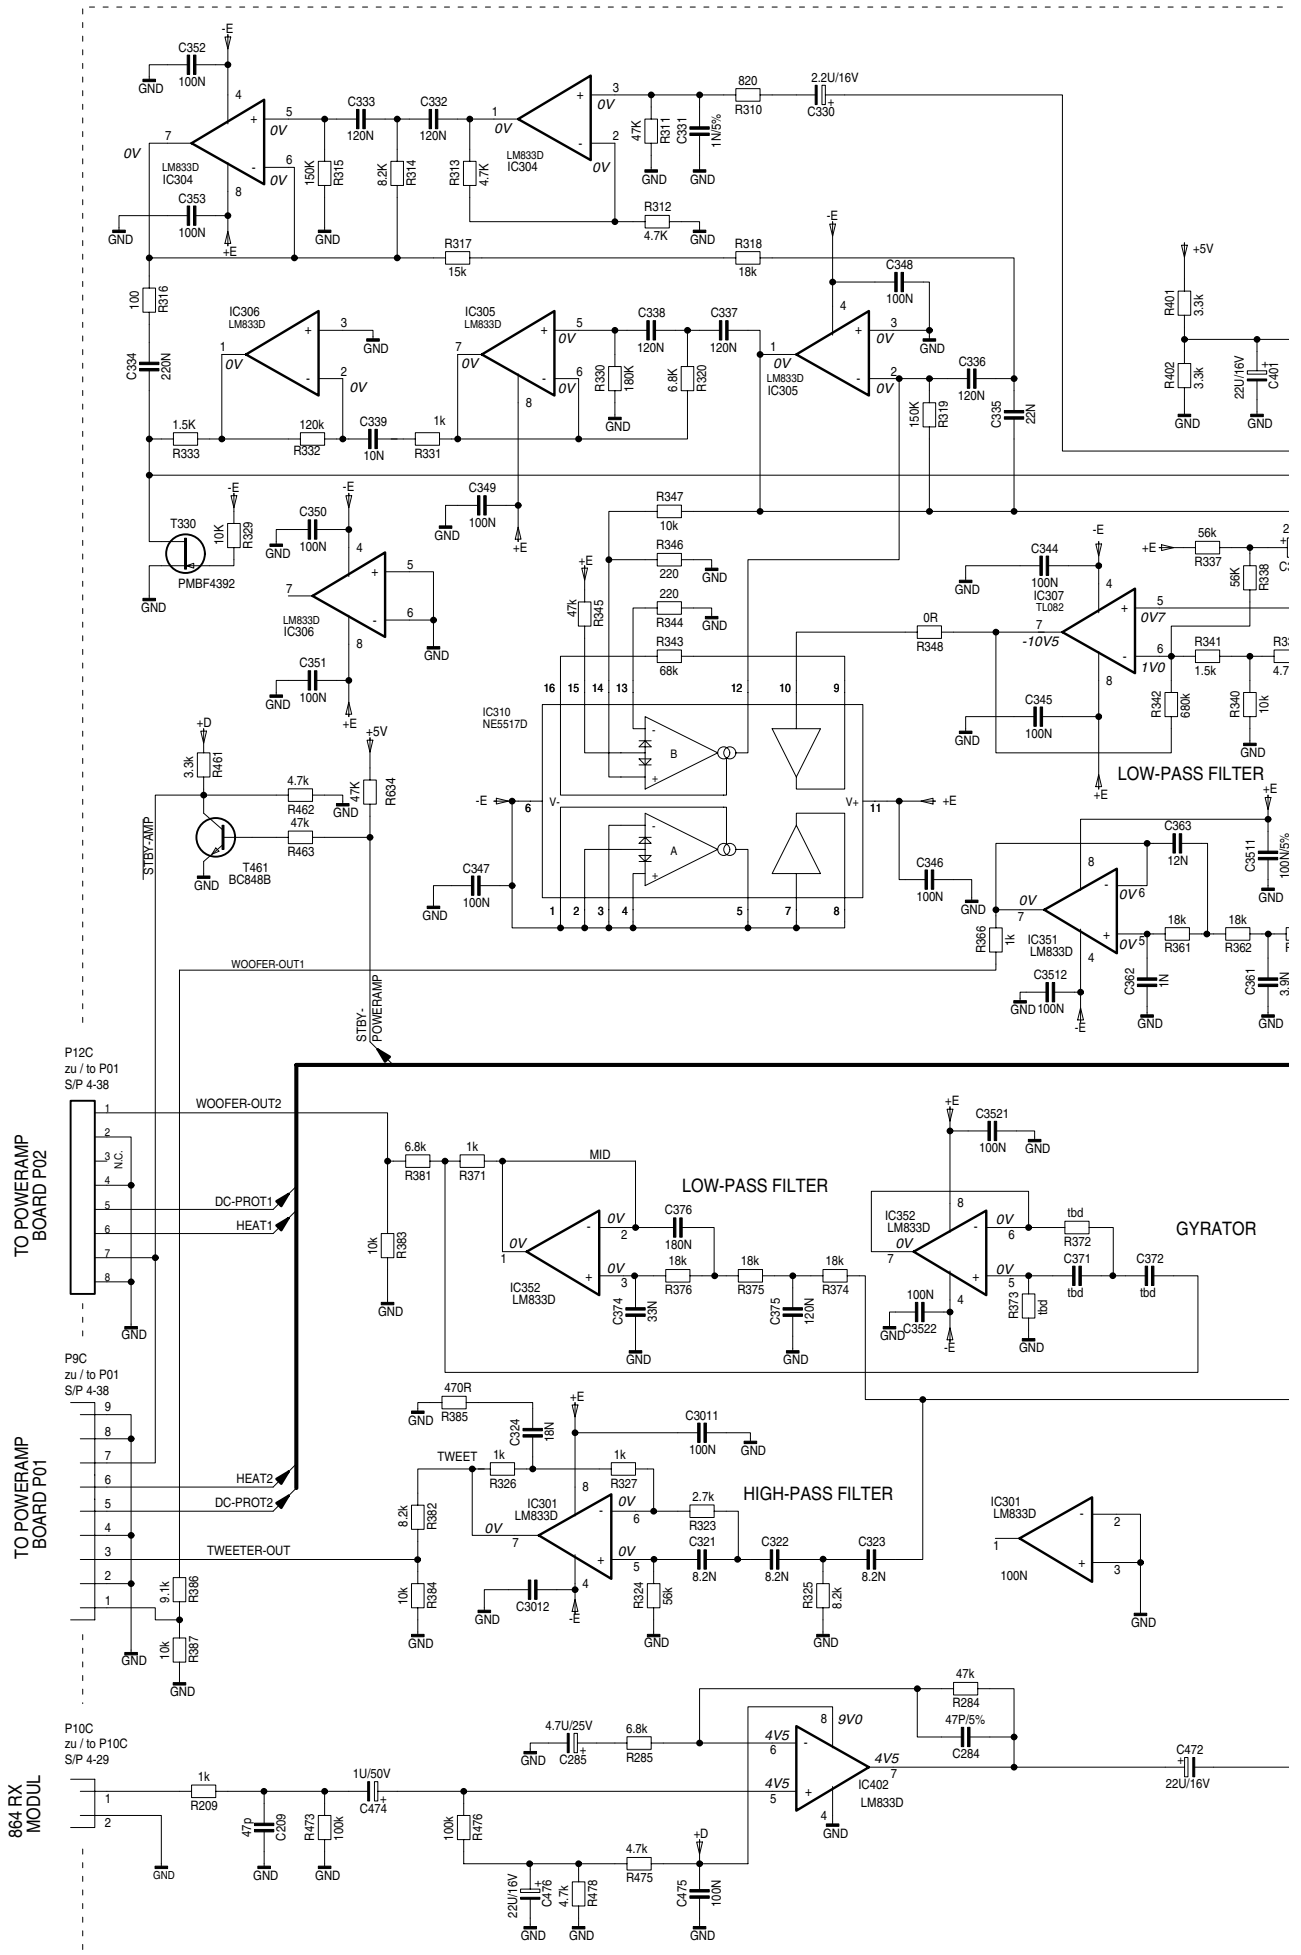 -E
C352
100N
GND
4
5
0V
7
0V
6
0V
LM833D
IC304
8
C353
100N
GND
+E
C333
120N
C332
120N
150K
R315
GND
8.2K
R314
R313
4.7K
1
0V
LM833D
IC304
3
0V
2
0V
47K
R311
GND
C331
1N/5%
GND
820
R310
2.2U/16V
C330
R312
4.7K
GND
R317
15k
R318
18k
-E
C348
100N
4
3
0V
GND
1
0V
LM833D
IC305
2
0V
C336
120N
150K
R319
C335
22N
+5V
R401
3.3k
R402
3.3k
GND
22U/16V
C401
GND
100
R316
C334
220N
IC306
LM833D
3
GND
1
0V
2
0V
IC305
LM833D
5
0V
7
0V
6
0V
8
C338
120N
C337
120N
R330
180K
GND
6.8K
R320
1.5K
R333
120k
R332
C339
10N
1k
R331
T330
PMBF4392
GND
-E
10K
R329
C350
100N
GND
-E
4
5
7
6
LM833D
IC306
8
GND
C351
100N
GND
+E
C349
100N
GND
+E
R347
10k
R346
220
GND
220
R344
GND
R343
68k
+E
47k
R345
16
15
14
13
12
10
9
IC310
NE5517D
B
A
V-
V+
-E
6
11
+E
1
2
3
4
5
7
8
C347
100N
GND
C346
100N
GND
0R
R348
C344
100N
GND
-E
IC307
TL082
4
5
0V7
7
-10V5
6
1V0
8
C345
100N
GND
+E
+E
56k
R337
56K
R338
R341
1.5k
R342
680k
R340
10k
GND
4.7
LOW-PASS FILTER
+D
3.3k
R461
4.7k
R462
GND
47k
R463
+5V
47K
R634
STBY-AMP
T461
BC848B
GND
WOOFER-OUT1
STBY-
POWERAMP
+E
C3511
100N/5%
GND
C363
12N
8
0V
6
0V
7
0V
5
IC351
LM833D
4
R366
1k
18k
R361
18k
R362
C362
1N
GND
C361
3.9N
GND
C3512
100N
GND
-E
P12C
zu / to P01
S/P 4-38
TO POWERAMP
BOARD P02
1
2
3
N.C.
4
5
6
7
8
GND
WOOFER-OUT2
DC-PROT1
HEAT1
6.8k
R381
1k
R371
MID
10k
R383
GND
LOW-PASS FILTER
0V
2
0V
1
0V
3
IC352
LM833D
C376
180N
18k
R376
18k
R375
18k
R374
C374
33N
GND
C375
120N
GND
+E
C3521
100N
GND
8
IC352
LM833D
0V
6
0V
7
0V
5
4
tbd
R372
C371
tbd
C372
tbd
R373
tbd
GND
100N
C3522
GND
-E
GYRATOR
P9C
zu / to P01
S/P 4-38
TO POWERAMP
BOARD P01
9
8
7
6
5
4
3
2
1
GND
HEAT2
DC-PROT2
TWEETER-OUT
9.1k
R386
10k
R387
GND
470R
R385
GND
C324
18N
TWEET
1k
R326
1k
R327
8.2k
R382
10k
R384
GND
+E
C3011
100N
GND
IC301
LM833D
8
0V
6
0V
7
0V
5
4
-E
C3012
GND
HIGH-PASS FILTER
2.7k
R323
C321
8.2N
C322
8.2N
C323
8.2N
R324
56k
GND
R325
8.2k
GND
IC301
LM833D
2
1
3
100N
GND
P10C
zu / to P10C
S/P 4-29
864 RX
MODUL
1
2
GND
1k
R209
47p
C209
GND
R473
100k
GND
1U/50V
C474
100k
R476
4.7U/25V
C285
GND
6.8k
R285
47k
R284
47P/5%
C284
8
9V0
4V5
6
4V5
7
4V5
5
IC402
LM833D
4
GND
C472
22U/16V
22U/16V
C476
GND
4.7k
R478
GND
4.7k
R475
+D
C475
100N
GND